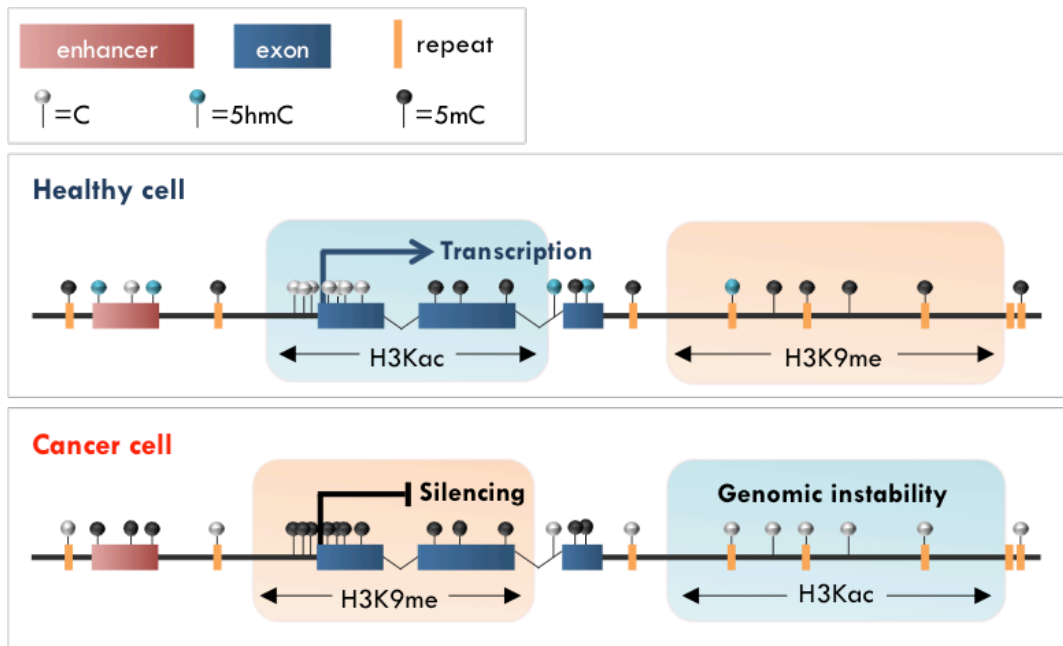 enhancer exon repeat
=C =5hmC =5mC
Healthy cell
Transcription
H3Kac H3K9me
Cancer cell
Silencing Genomic instability
H3K9me H3Kac